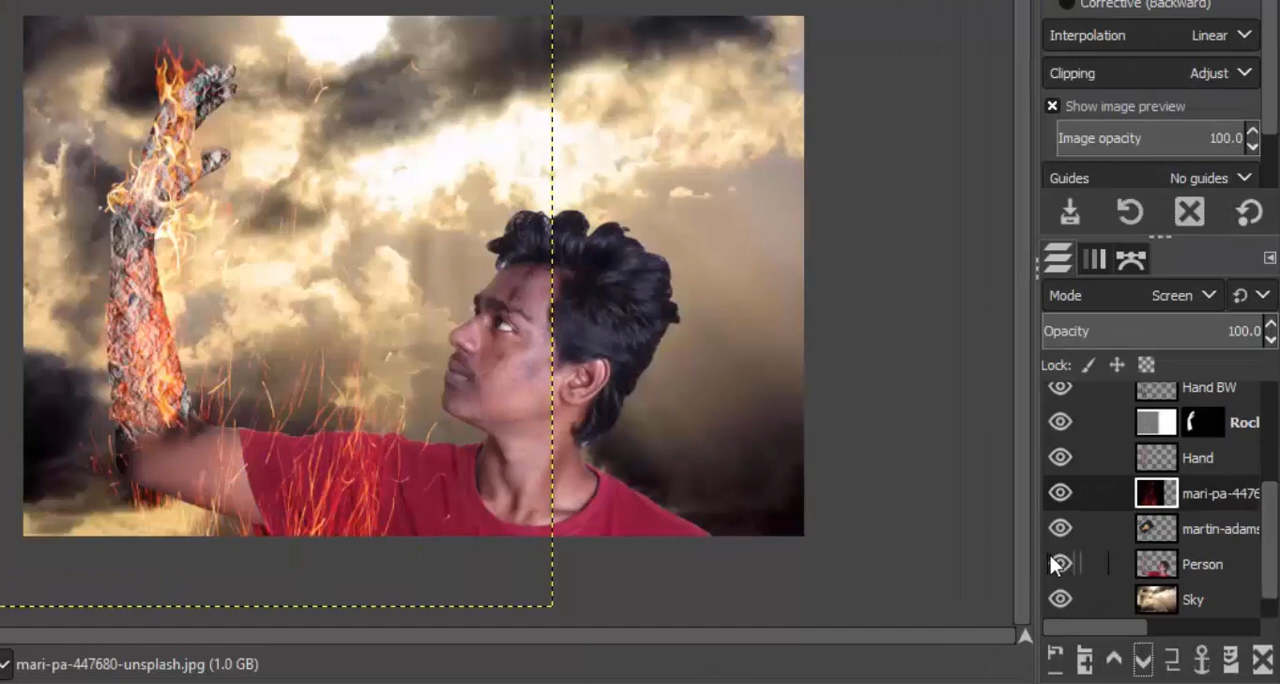 Corrective (Backward)
Interpolation Linear
Clipping Adjust
Show image preview
Image opacity 100.0
Guides No guides
Mode Screen
Opacity 100.0
Lock:
Hand BW
Rocl
Hand
mari-pa-4476
martin-adams
Person
Sky
mari-pa-447680-unsplash.jpg (1.0 GB)